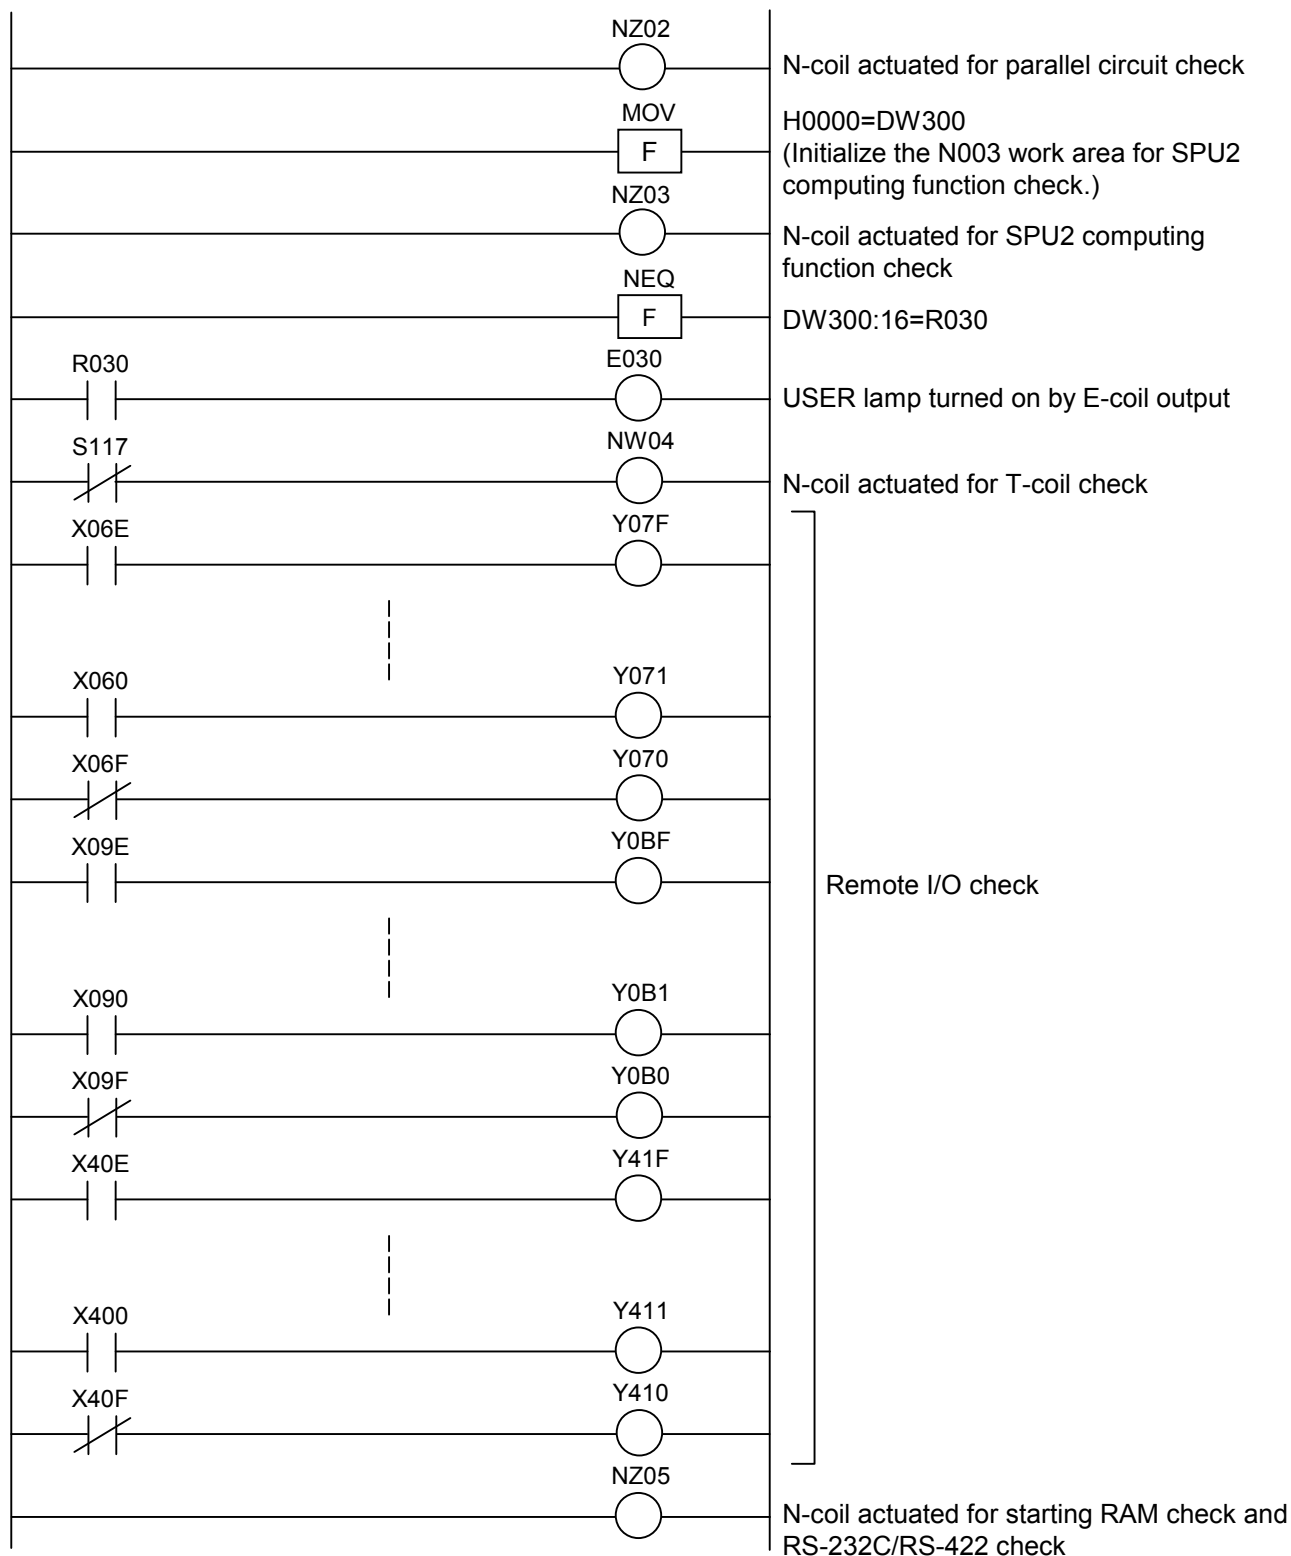 NZ02
N-coil actuated for parallel circuit check
MOV
F
H0000=DW300
(Initialize the N003 work area for SPU2
computing function check.)
NZ03
N-coil actuated for SPU2 computing
function check
NEQ
F
DW300:16=R030
R030
E030
USER lamp turned on by E-coil output
S117
NW04
N-coil actuated for T-coil check
X06E
Y07F
X060
Y071
X06F
Y070
X09E
Y0BF
Remote I/O check
X090
Y0B1
X09F
Y0B0
X40E
Y41F
X400
Y411
X40F
Y410
NZ05
N-coil actuated for starting RAM check and
RS-232C/RS-422 check